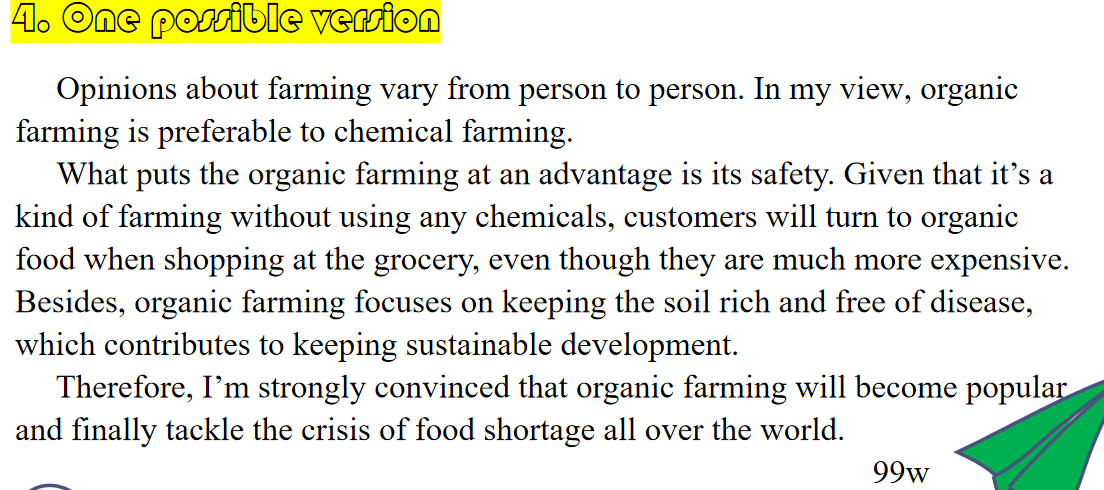 4. One possible version
Opinions about farming vary from person to person. In my view, organic
farming is preferable to chemical farming.
What puts the organic farming at an advantage is its safety. Given that it’s a
kind of farming without using any chemicals, customers will turn to organic
food when shopping at the grocery, even though they are much more expensive.
Besides, organic farming focuses on keeping the soil rich and free of disease,
which contributes to keeping sustainable development.
Therefore, I’m strongly convinced that organic farming will become popular
and finally tackle the crisis of food shortage all over the world.
99w